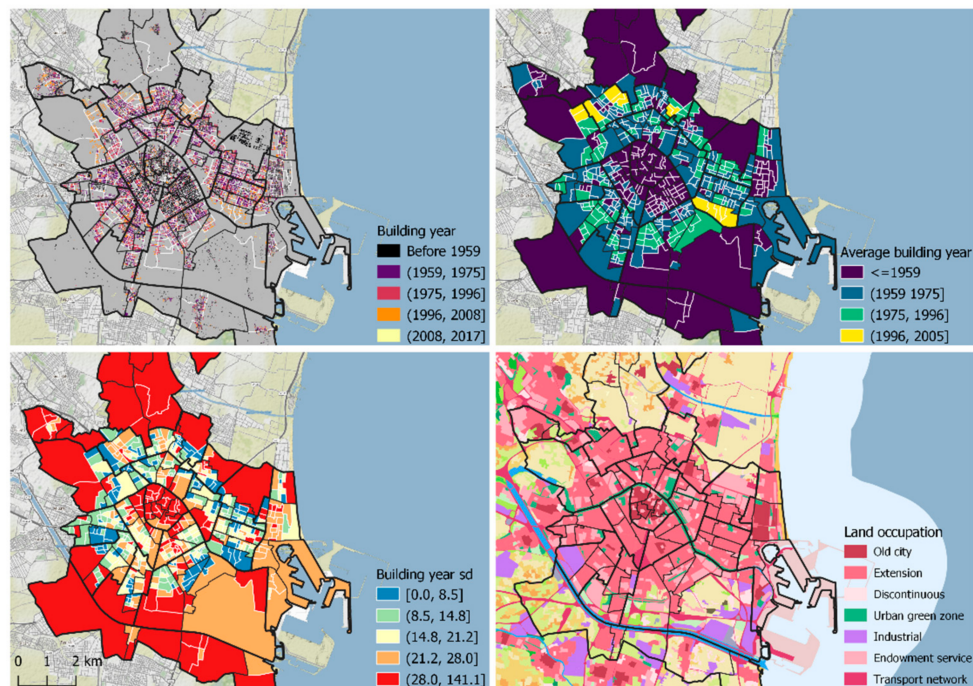 Building year
Before 1959
(1959, 1975]
(1975, 1996]
(1996, 2008]
(2008, 2017]
Average building year
<=1959
(1959 1975]
(1975, 1996]
(1996, 2005]
Building year sd
[0.0, 8.5]
(8.5, 14.8]
(14.8, 21.2]
(21.2, 28.0]
(28.0, 141.1]
0 1 2 km
Land occupation
Old city
Extension
Discontinuous
Urban green zone
Industrial
Endowment service
Transport network